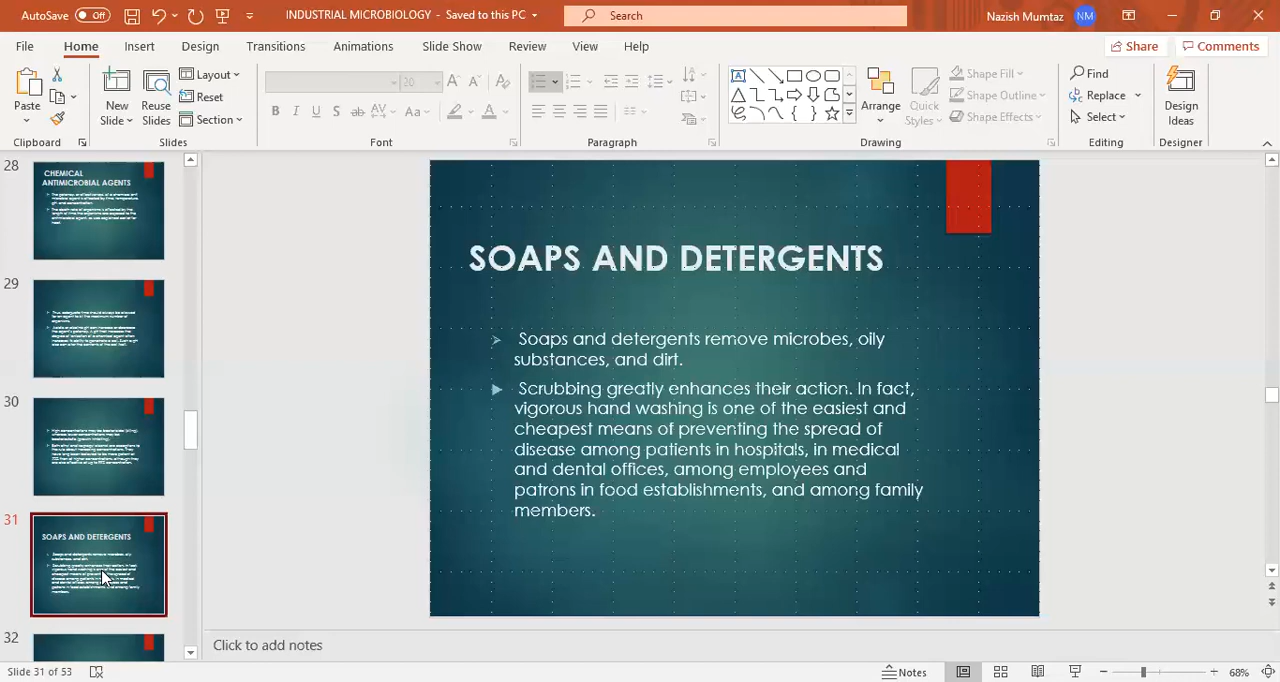 AutoSave Off INDUSTRIAL MICROBIOLOGY - Saved to this PC Search Nazish Mumtaz NM
File Home Insert Design Transitions Animations Slide Show Review View Help Share Comments
Paste New Slide Reuse Slides Layout Reset Section 20 Arrange Quick Styles Shape Fill Shape Outline Shape Effects Find Replace Select Design Ideas
Clipboard Slides Font Paragraph Drawing Editing Designer
28
CHEMICAL
ANTIMICROBIAL AGENTS
29
30
31
SOAPS AND DETERGENTS
32
SOAPS AND DETERGENTS
Soaps and detergents remove microbes, oily
substances, and dirt.
Scrubbing greatly enhances their action. In fact,
vigorous hand washing is one of the easiest and
cheapest means of preventing the spread of
disease among patients in hospitals, in medical
and dental offices, among employees and
patrons in food establishments, and among family
members.
Click to add notes
Slide 31 of 53 Notes 68%